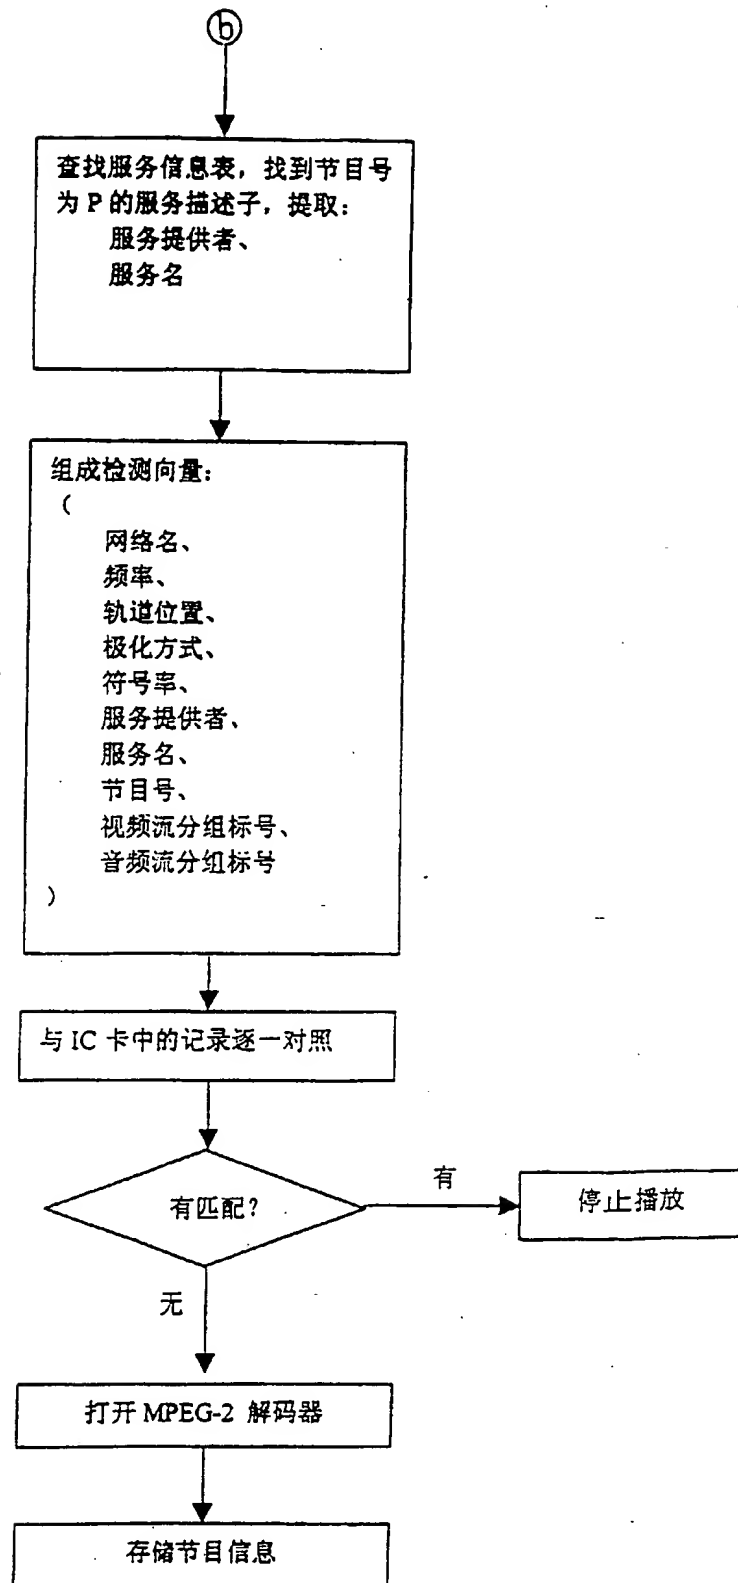 b
查找服务信息表，找到节目号
为 P 的服务描述子，提取：
服务提供者、
服务名
组成检测向量：
（
网络名、
频率、
轨道位置、
极化方式、
符号率、
服务提供者、
服务名、
节目号、
视频流分组标号、
音频流分组标号
）
与 IC 卡中的记录逐一对照
有匹配？
有
停止播放
无
打开 MPEG-2 解码器
存储节目信息